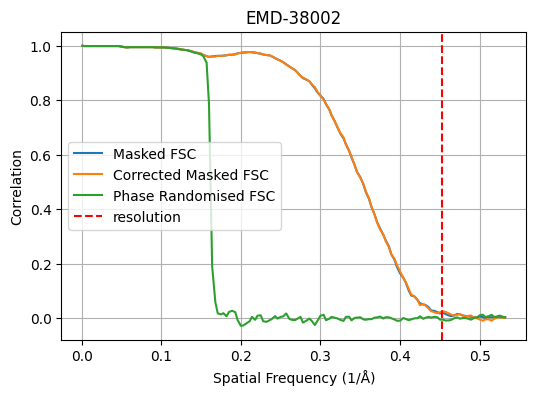 EMD-38002
1.0
0.8
0.6
0.4
0.2
0.0
Correlation
Masked FSC
Corrected Masked FSC
Phase Randomised FSC
resolution
0.0 0.1 0.2 0.3 0.4 0.5
Spatial Frequency (1/Å)